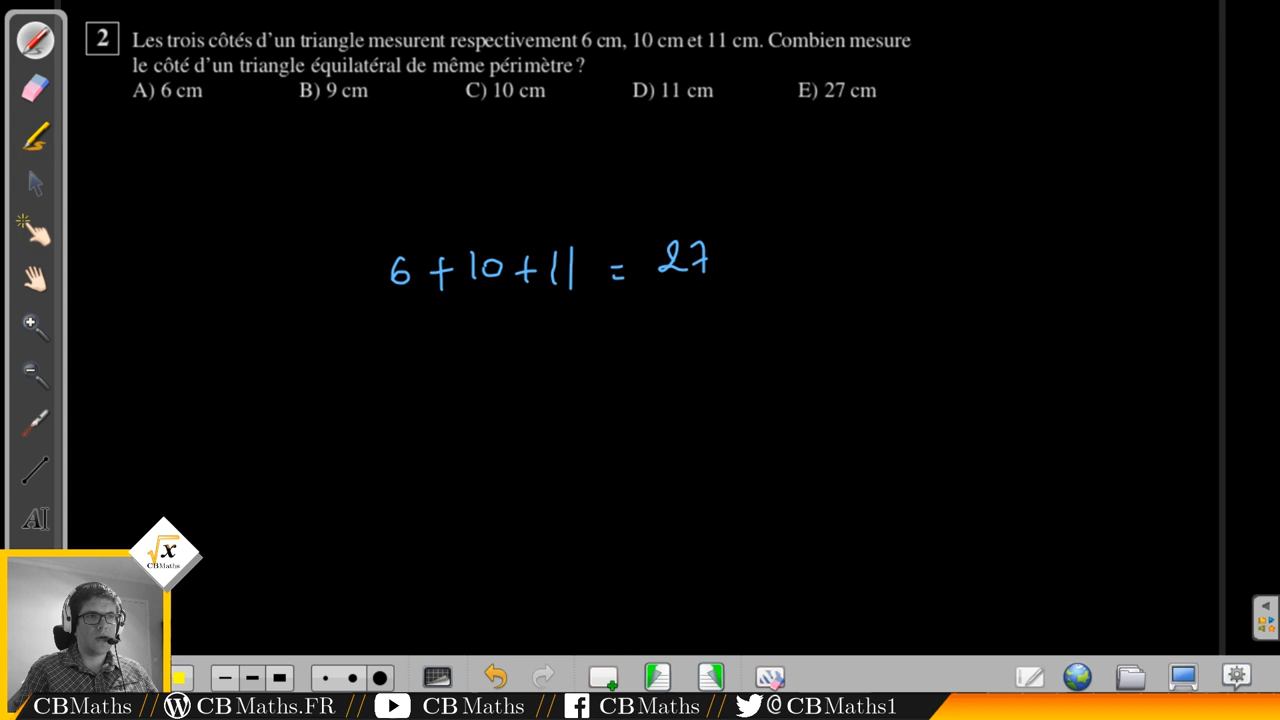 2 Les trois côtés d'un triangle mesurent respectivement 6 cm, 10 cm et 11 cm. Combien mesure
le côté d'un triangle équilatéral de même périmètre ?
A) 6 cm B) 9 cm C) 10 cm D) 11 cm E) 27 cm
6 + 10 + 11 = 27
AI
√x
CBMaths
CBMaths // CBMaths.FR // CBMaths // CBMaths // @CBMaths1